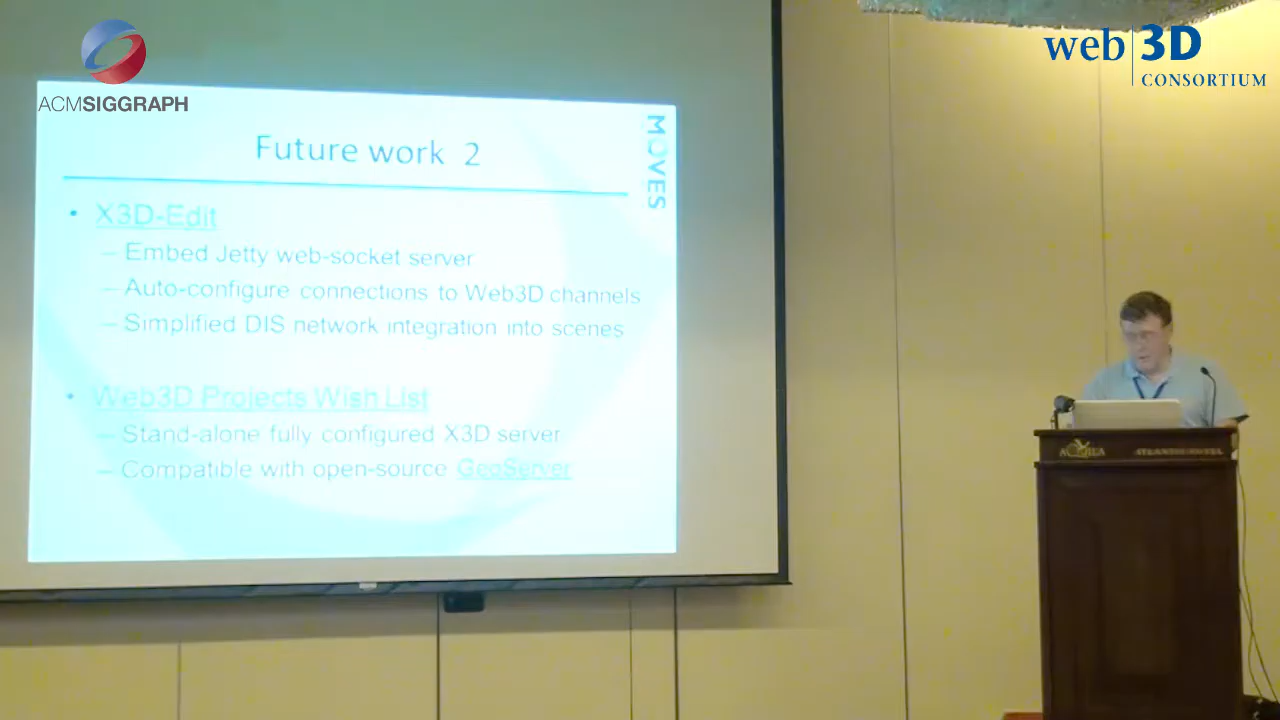 ACMSIGGRAPH
web 3D
CONSORTIUM
MOVES
Future work 2
• X3D-Edit
– Embed Jetty web-socket server
– Auto-configure connections to Web3D channels
– Simplified DIS network integration into scenes
• Web3D Projects Wish List
– Stand-alone fully configured X3D server
– Compatible with open-source GeoServer